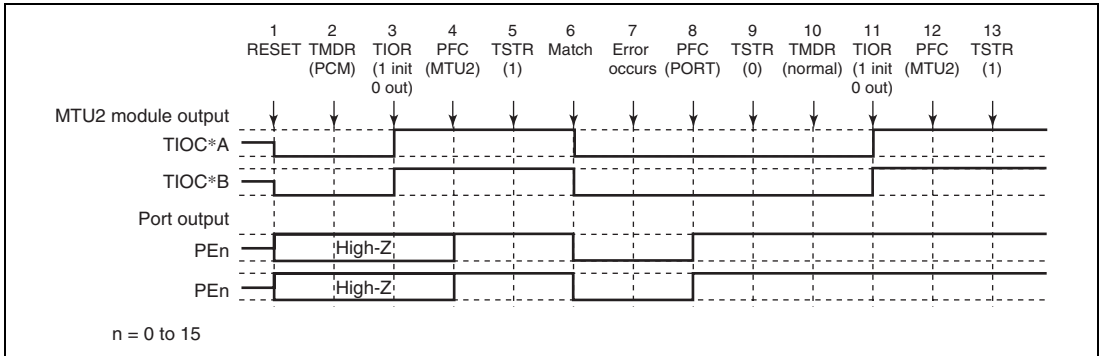 1 2 3 4 5 6 7 8 9 10 11 12 13
RESET TMDR TIOR PFC TSTR Match Error PFC TSTR TMDR TIOR PFC TSTR
(PCM) (1 init (MTU2) (1) occurs (PORT) (0) (normal) (1 init (MTU2) (1)
0 out) 0 out)
MTU2 module output
TIOC*A
TIOC*B
Port output
PEn High-Z
PEn High-Z
n = 0 to 15